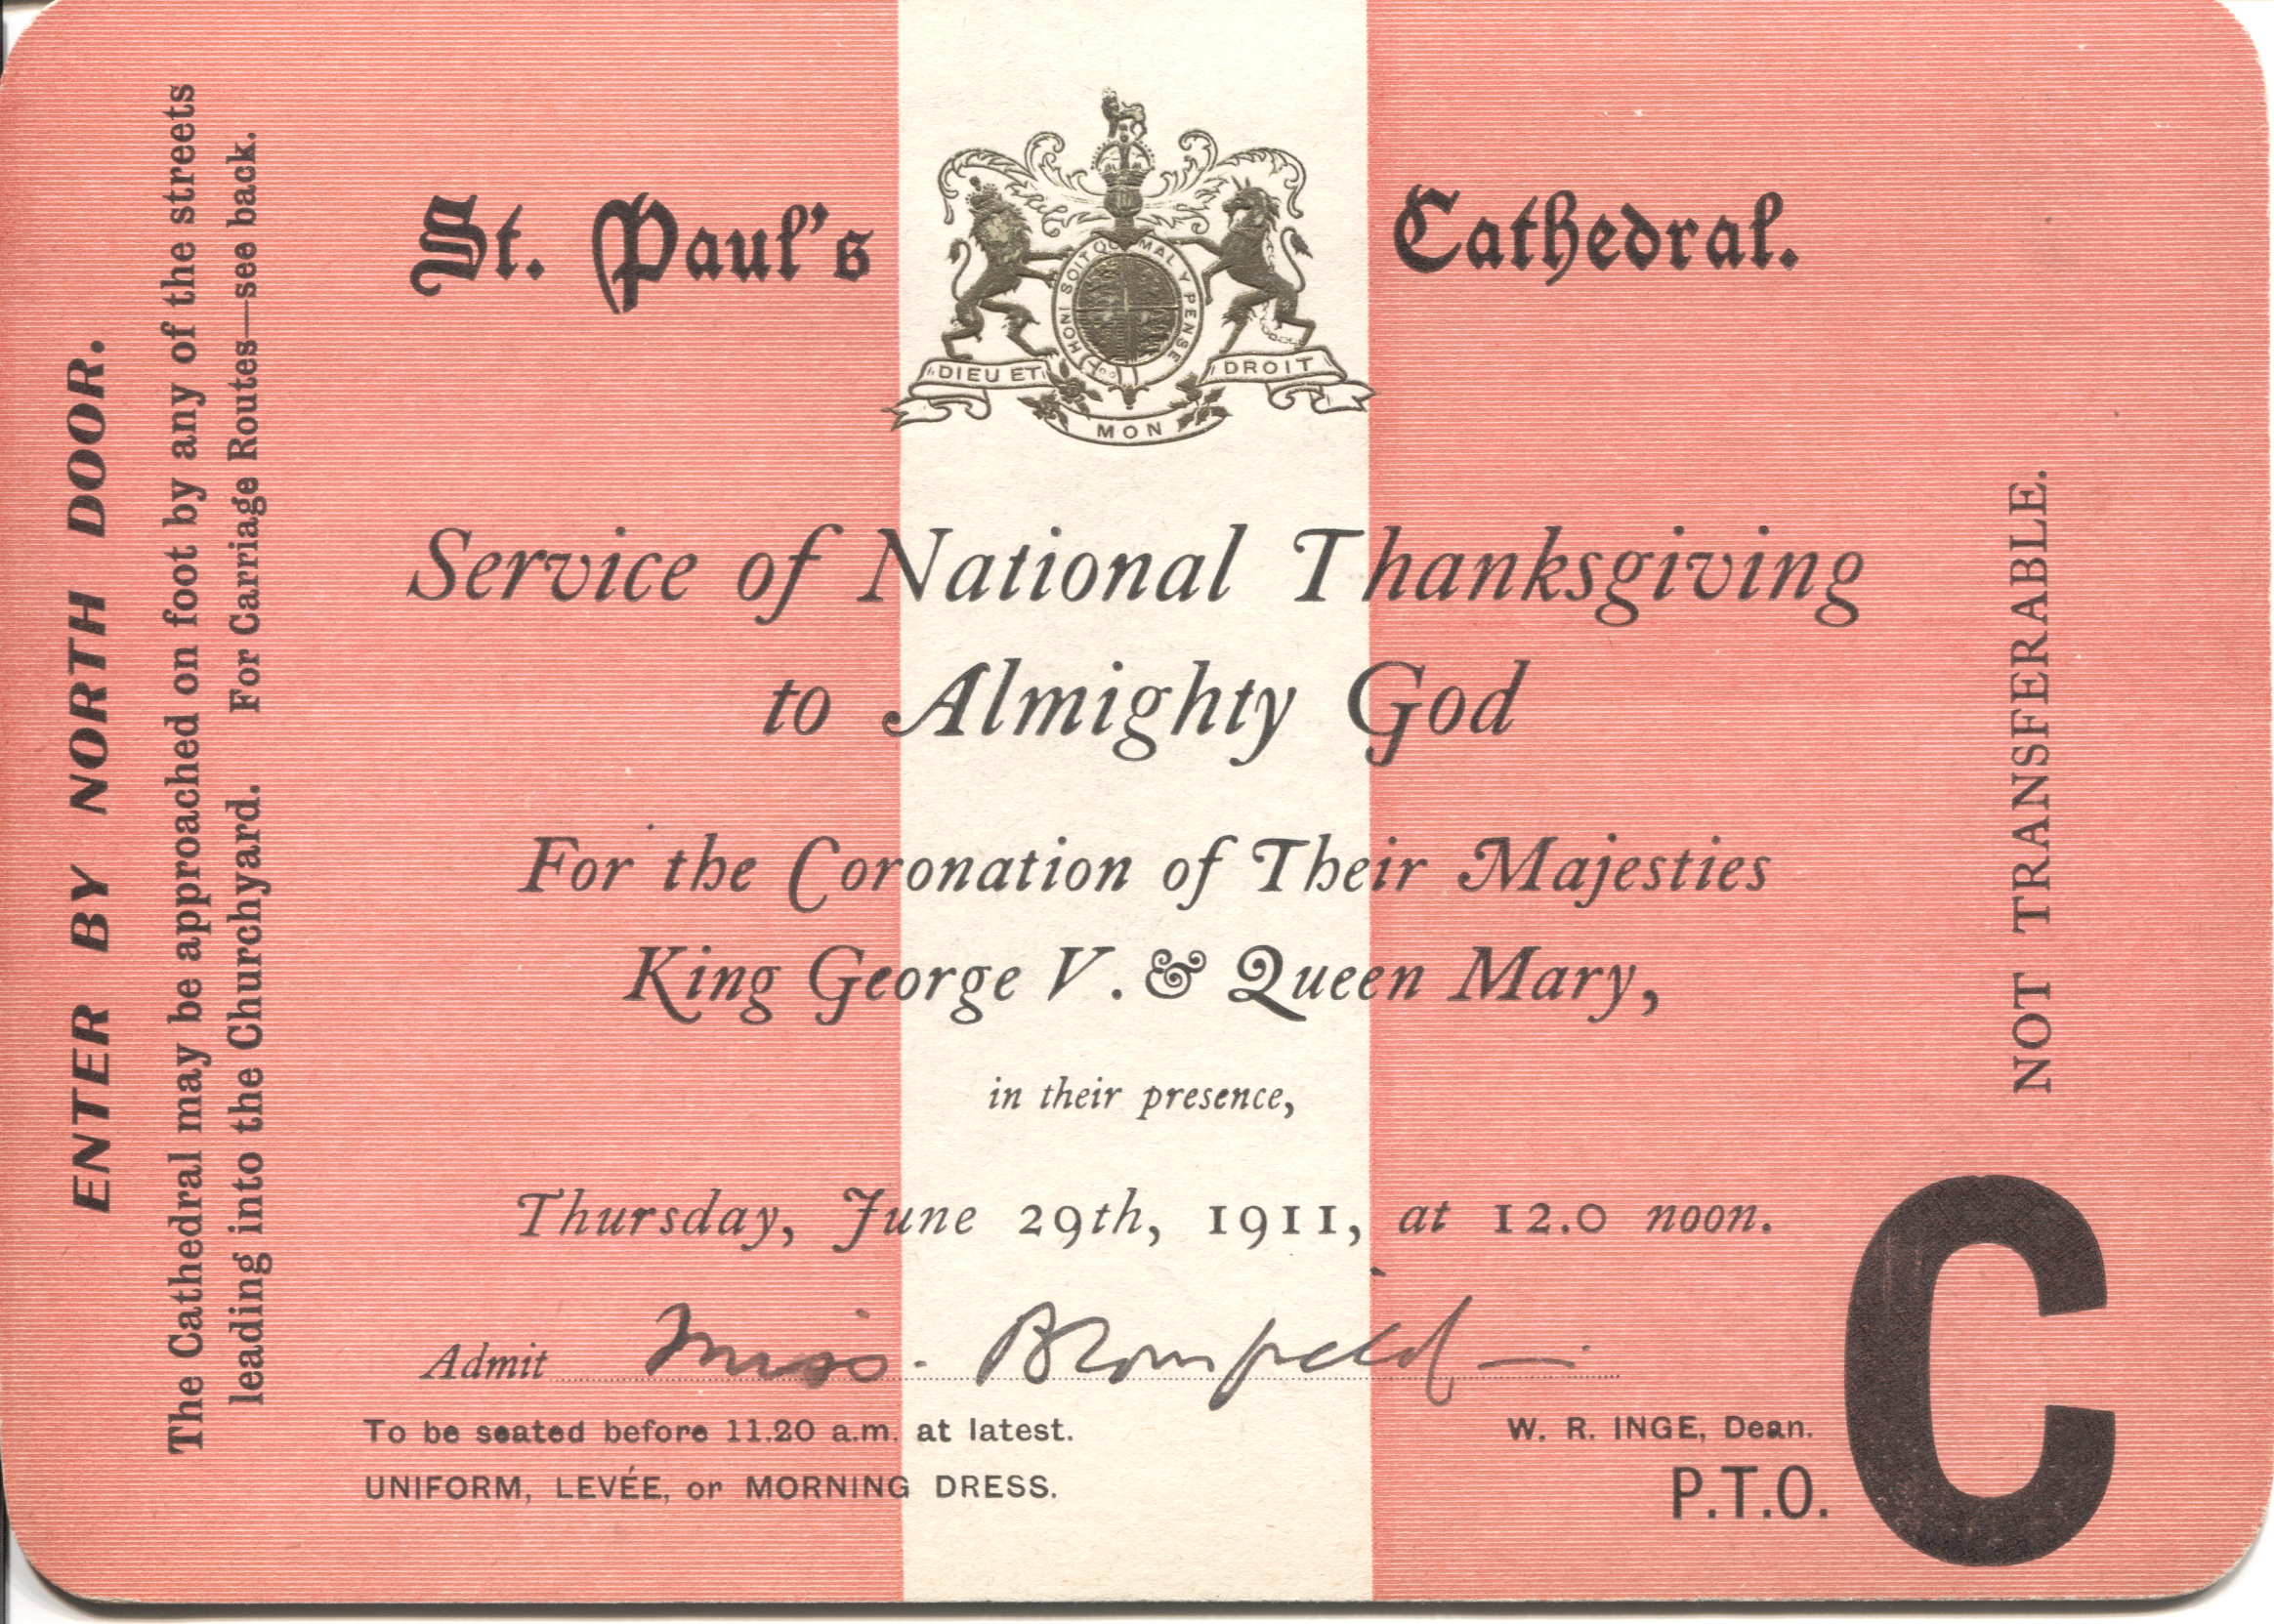 ENTER BY NORTH DOOR.
The Cathedral may be approached on foot by any of the streets
leading into the Churchyard. For Carriage Routes—see back.
St. Paul's Cathedral.
HONI SOIT QUI MAL Y PENSE
DIEU ET MON DROIT
Service of National Thanksgiving
to Almighty God
For the Coronation of Their Majesties
King George V. & Queen Mary,
in their presence,
Thursday, June 29th, 1911, at 12.0 noon.
Admit Miss. Blomfield
To be seated before 11.20 a.m. at latest.
UNIFORM, LEVÉE, or MORNING DRESS.
W. R. INGE, Dean.
P.T.O.
C
NOT TRANSFERABLE.